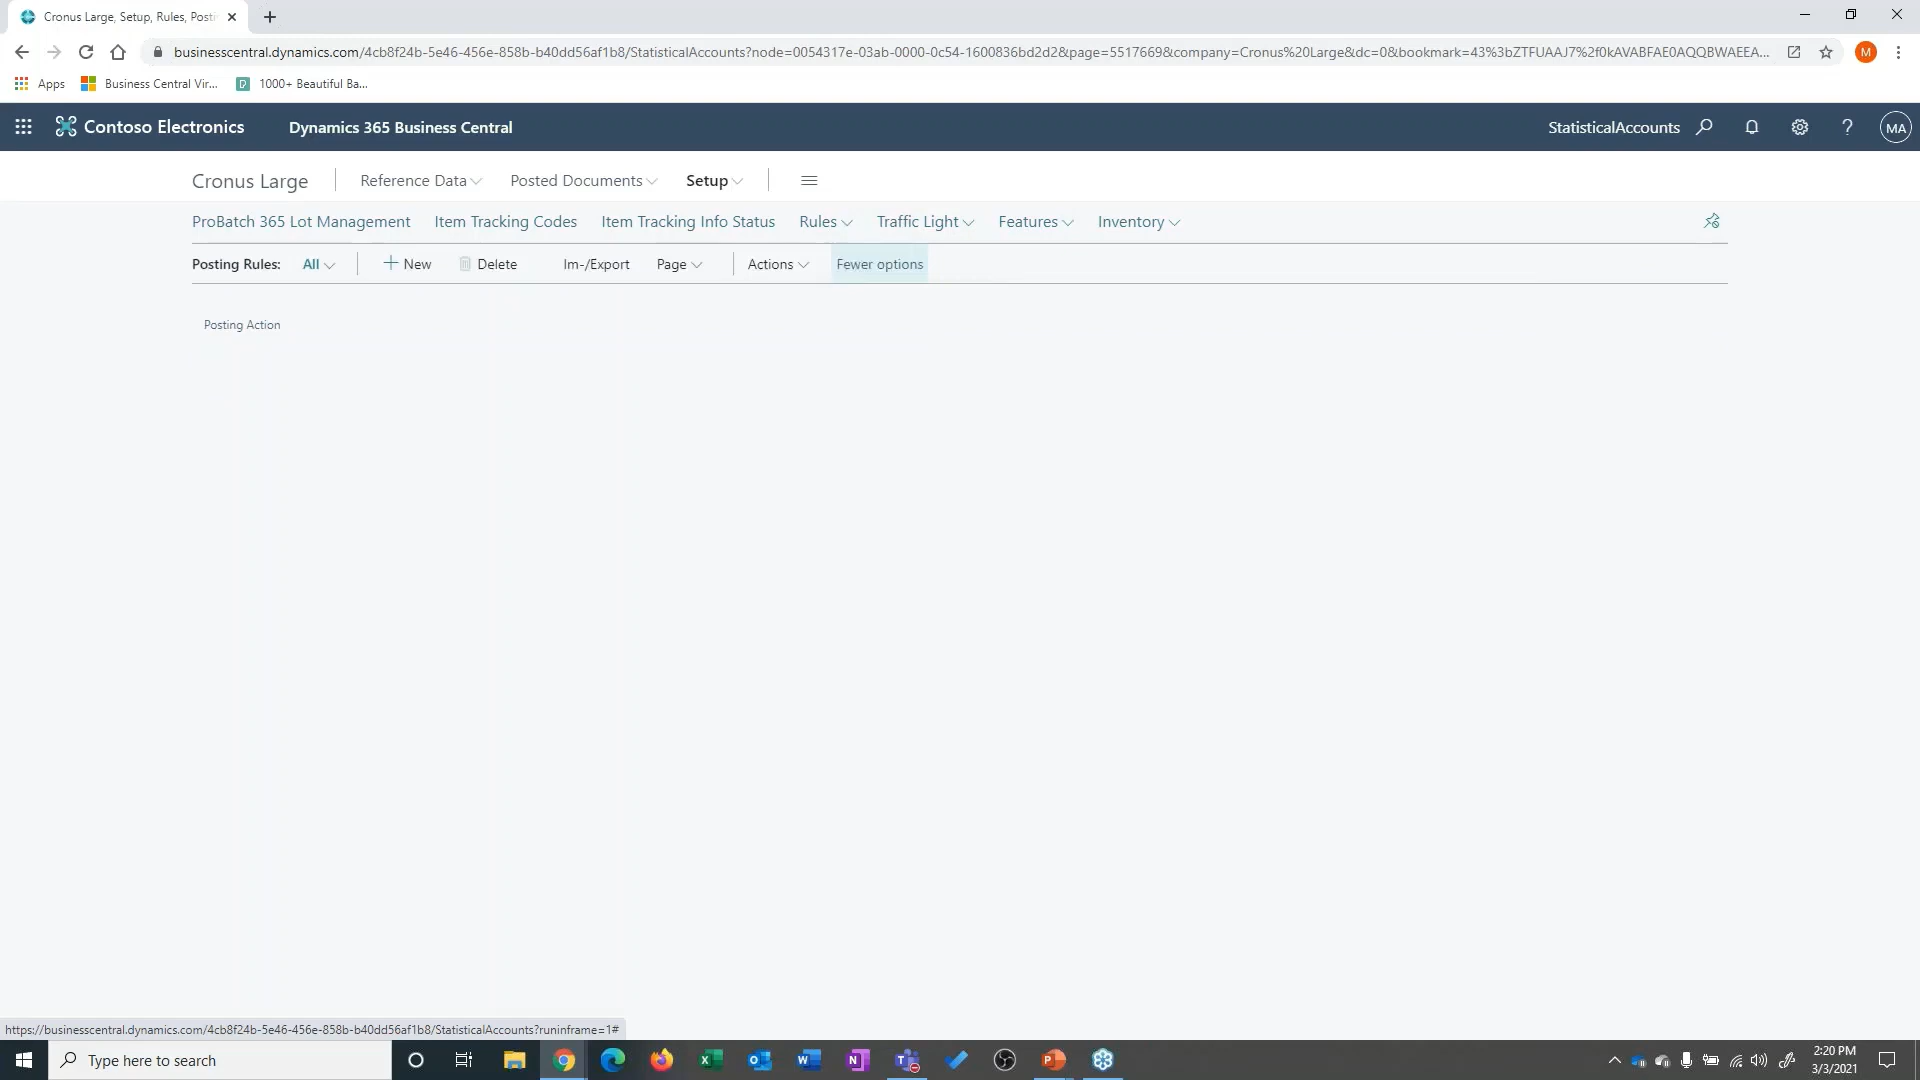 Cronus Large, Setup, Rules, Posti
businesscentral.dynamics.com/4cb8f24b-5e46-456e-858b-b40dd56af1b8/StatisticalAccounts?node=0054317e-03ab-0000-0c54-1600836bd2d2&page=5517669&company=Cronus%20Large&dc=0&bookmark=43%3bZTFUAAJ7%2f0kAVABFAE0AQQBWAEEA...
M
Apps
Business Central Vir...
1000+ Beautiful Ba...
Contoso Electronics
Dynamics 365 Business Central
StatisticalAccounts
?
MA
Cronus Large
Reference Data
Posted Documents
Setup
ProBatch 365 Lot Management
Item Tracking Codes
Item Tracking Info Status
Rules
Traffic Light
Features
Inventory
Posting Rules:
All
+ New
Delete
Im-/Export
Page
Actions
Fewer options
Posting Action
https://businesscentral.dynamics.com/4cb8f24b-5e46-456e-858b-b40dd56af1b8/StatisticalAccounts?runinframe=1#
Type here to search
2:20 PM
3/3/2021